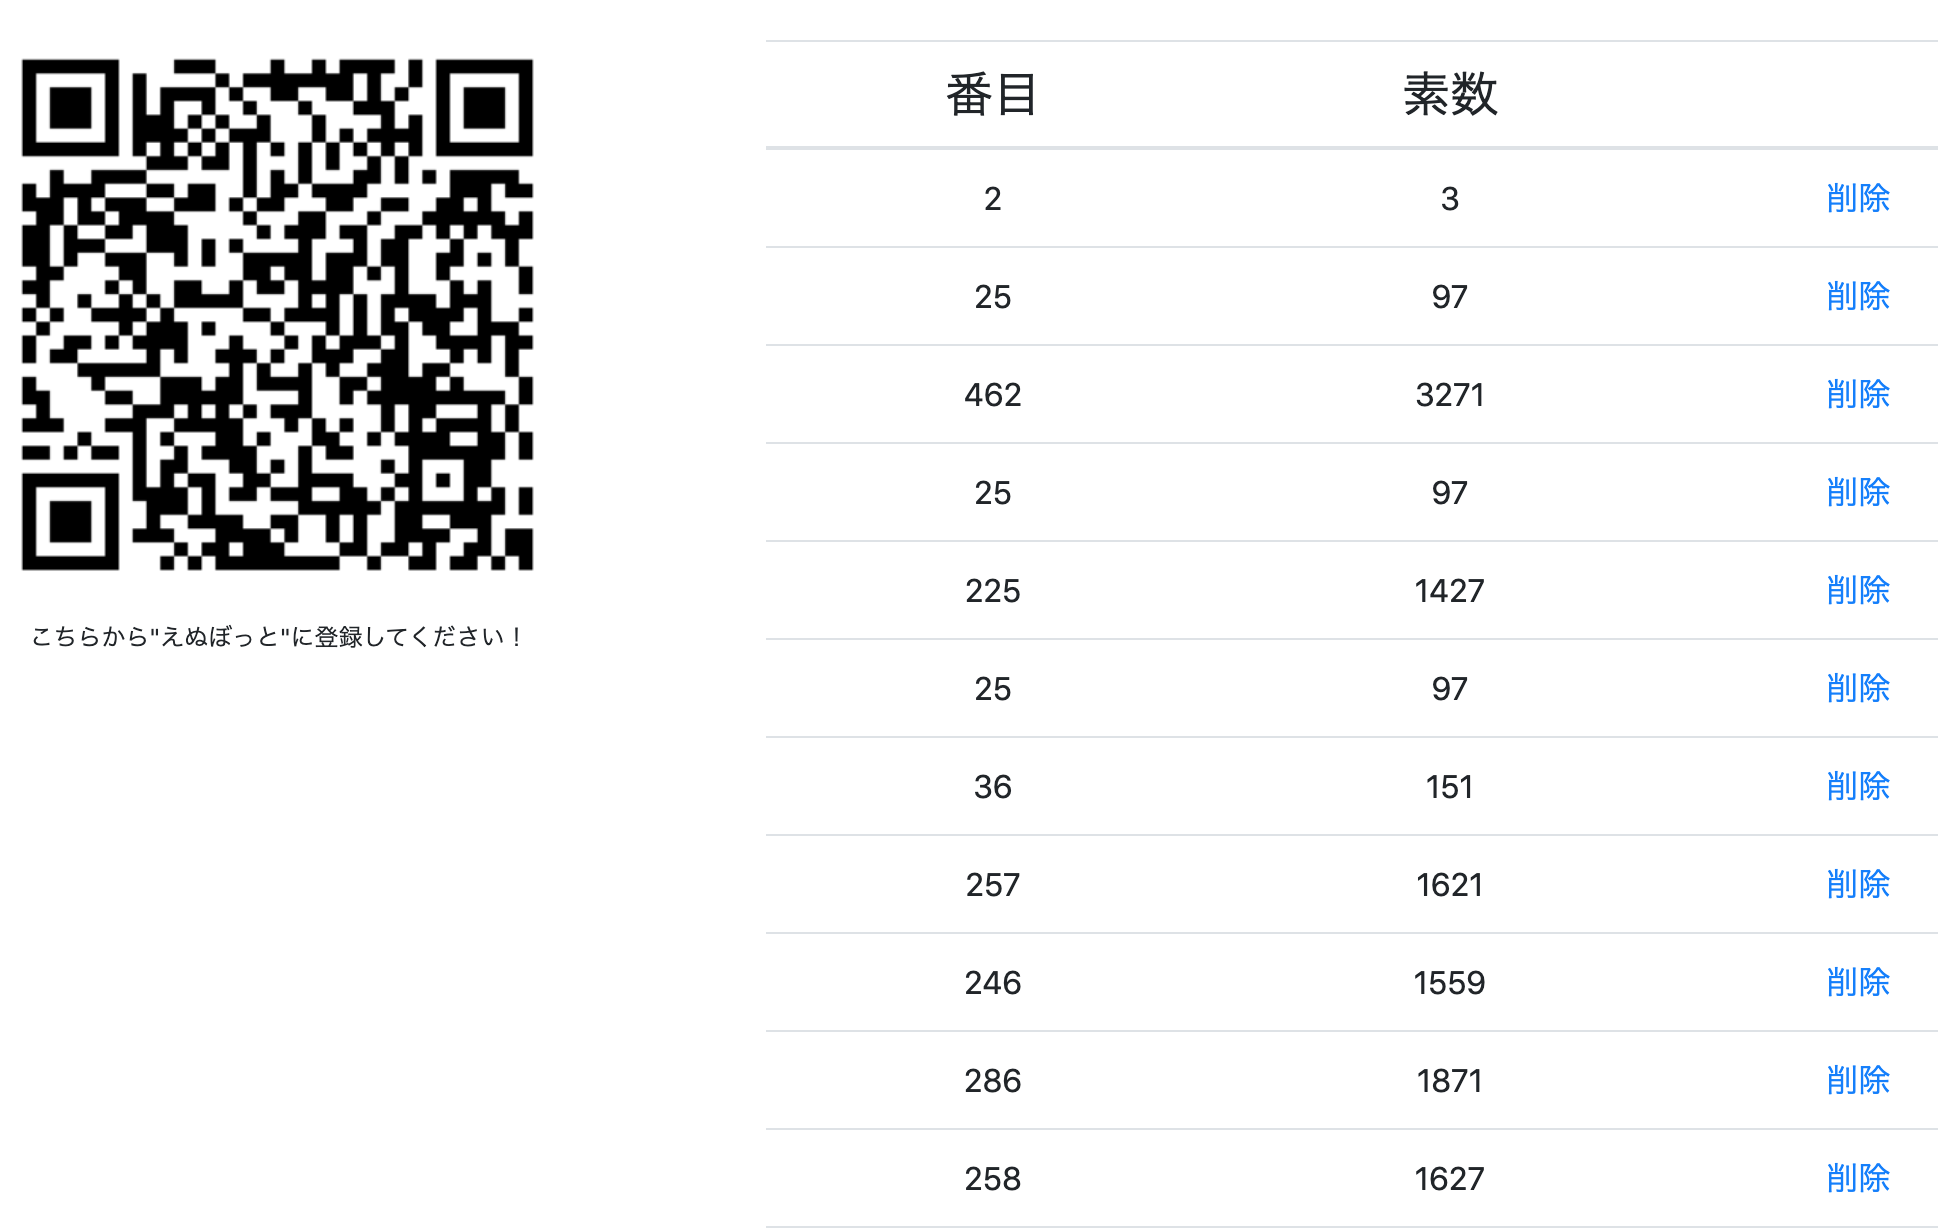 こちらから"えぬぼっと"に登録してください！
番目 素数
2 3 削除
25 97 削除
462 3271 削除
25 97 削除
225 1427 削除
25 97 削除
36 151 削除
257 1621 削除
246 1559 削除
286 1871 削除
258 1627 削除